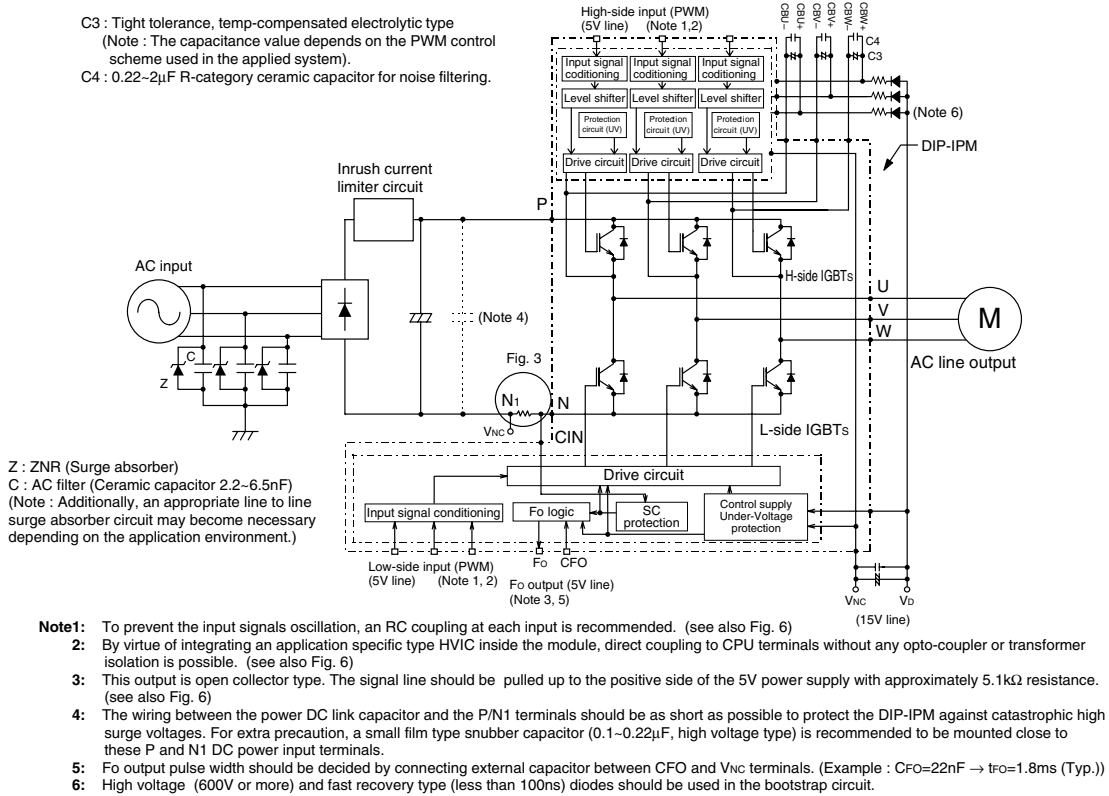 C3 : Tight tolerance, temp-compensated electrolytic type
(Note : The capacitance value depends on the PWM control
scheme used in the applied system).
C4 : 0.22~2μF R-category ceramic capacitor for noise filtering.
High-side input (PWM)
(5V line) (Note 1,2)
CBU–
CBU+
CBV–
CBV+
CBW–
CBW+
C4
C3
Input signal coditioning
Input signal coditioning
Input signal coditioning
Level shifter
Level shifter
Level shifter
Protection circuit (UV)
Protection circuit (UV)
Protection circuit (UV)
Drive circuit
Drive circuit
Drive circuit
(Note 6)
DIP-IPM
Inrush current
limiter circuit
P
AC input
H-side IGBTS
U
V
W
M
AC line output
(Note 4)
C
Z
Fig. 3
N1
N
VNC
CIN
L-side IGBTS
Z : ZNR (Surge absorber)
C : AC filter (Ceramic capacitor 2.2~6.5nF)
(Note : Additionally, an appropriate line to line
surge absorber circuit may become necessary
depending on the application environment.)
Drive circuit
Input signal conditioning
Fo logic
SC
protection
Control supply
Under-Voltage
protection
Low-side input (PWM)
(5V line) (Note 1, 2)
FO CFO
FO output (5V line)
(Note 3, 5)
VNC VD
(15V line)
Note1: To prevent the input signals oscillation, an RC coupling at each input is recommended. (see also Fig. 6)
2: By virtue of integrating an application specific type HVIC inside the module, direct coupling to CPU terminals without any opto-coupler or transformer
isolation is possible. (see also Fig. 6)
3: This output is open collector type. The signal line should be pulled up to the positive side of the 5V power supply with approximately 5.1kΩ resistance.
(see also Fig. 6)
4: The wiring between the power DC link capacitor and the P/N1 terminals should be as short as possible to protect the DIP-IPM against catastrophic high
surge voltages. For extra precaution, a small film type snubber capacitor (0.1~0.22μF, high voltage type) is recommended to be mounted close to
these P and N1 DC power input terminals.
5: Fo output pulse width should be decided by connecting external capacitor between CFO and VNC terminals. (Example : CFO=22nF → tFO=1.8ms (Typ.))
6: High voltage (600V or more) and fast recovery type (less than 100ns) diodes should be used in the bootstrap circuit.